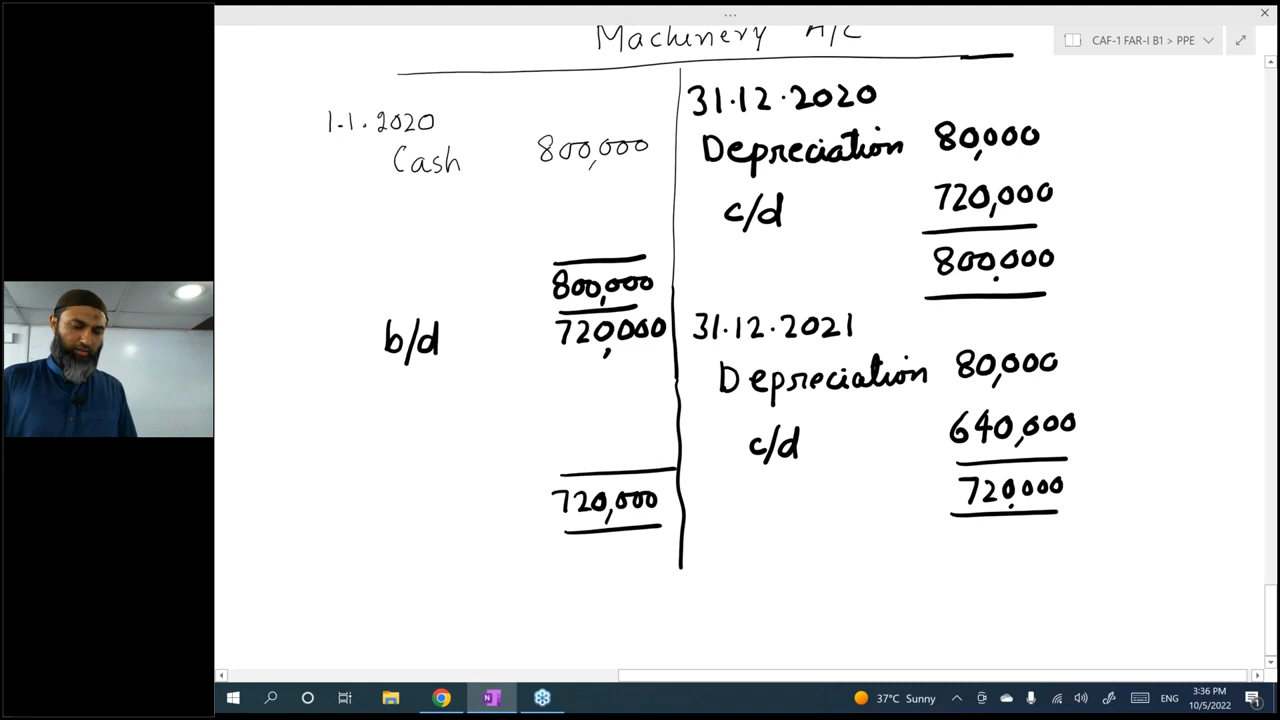 ...
CAF-1 FAR-I B1 > PPE
Machinery A/C
1.1.2020
Cash 800,000
800,000
b/d 720,000
720,000
31.12.2020
Depreciation 80,000
c/d 720,000
800,000
31.12.2021
Depreciation 80,000
c/d 640,000
720,000
37°C Sunny
ENG
3:36 PM
10/5/2022
1